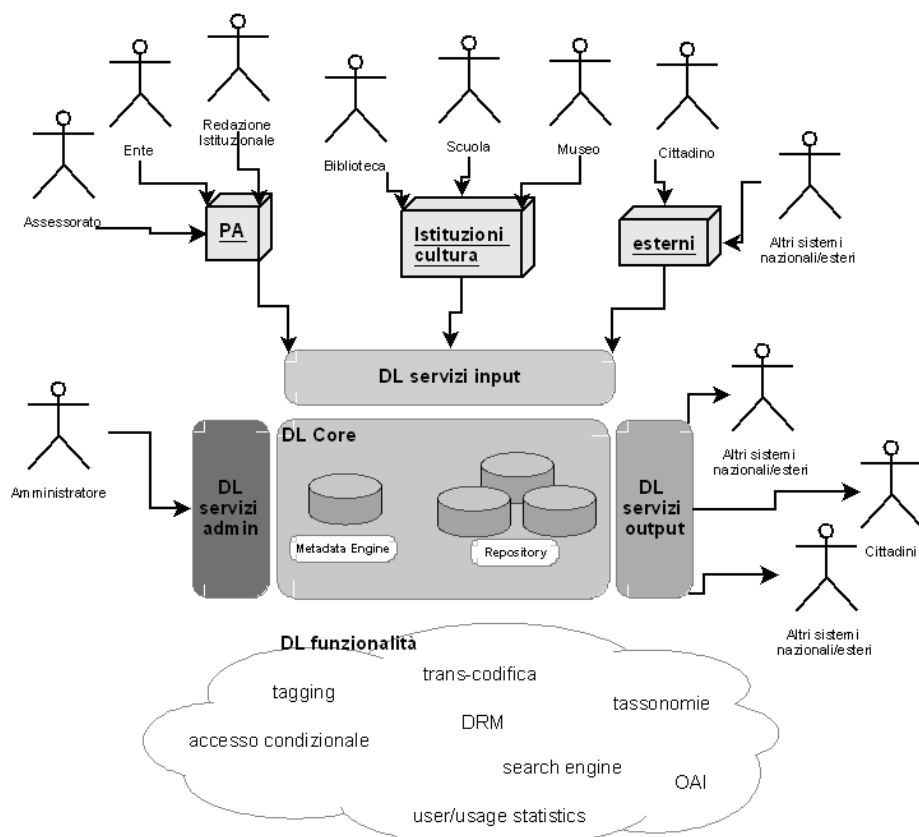 Ente
Redazione
Istituzionale
Assessorato
PA
Biblioteca
Scuola
Museo
Istituzioni
cultura
Cittadino
esterni
Altri sistemi
nazionali/esteri
DL servizi input
Amministratore
DL
servizi
admin
DL Core
Metadata Engine
Repository
DL
servizi
output
Altri sistemi
nazionali/esteri
Cittadini
Altri sistemi
nazionali/esteri
DL funzionalità
trans-codifica
tagging
tassonomie
DRM
accesso condizionale
search engine
OAI
user/usage statistics